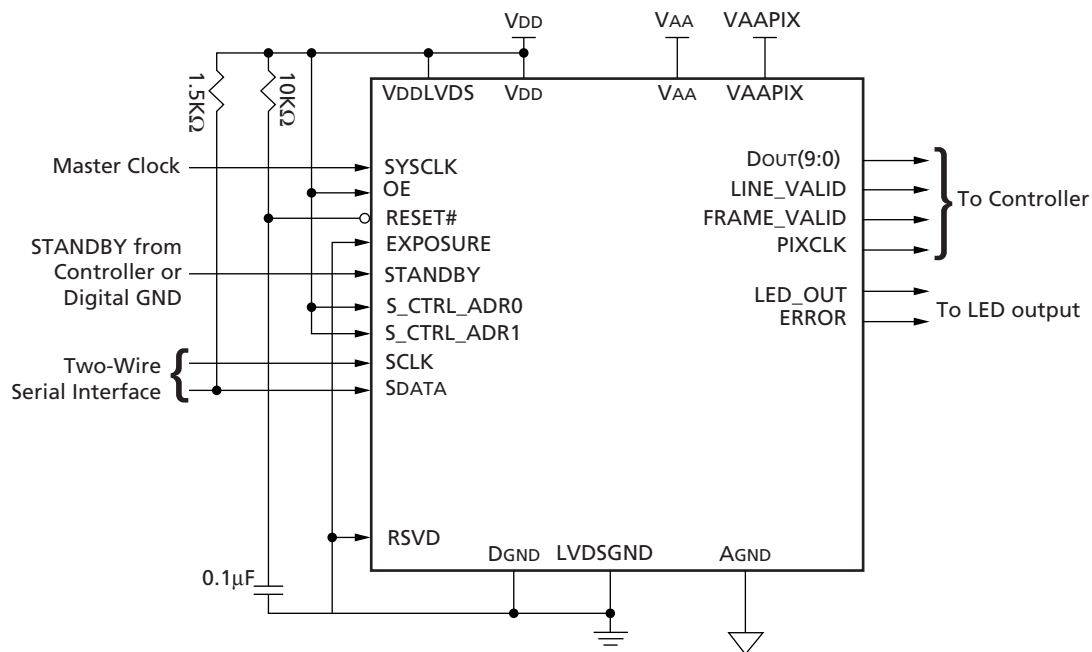 VDD
VAA
VAAPIX
1.5KΩ
10KΩ
VDDLVDS
VDD
VAA
VAAPIX
Master Clock
SYSCLK
OE
RESET#
EXPOSURE
STANDBY from
Controller or
Digital GND
STANDBY
S_CTRL_ADR0
S_CTRL_ADR1
Two-Wire
Serial Interface
SCLK
SDATA
RSVD
DOUT(9:0)
LINE_VALID
FRAME_VALID
PIXCLK
To Controller
LED_OUT
ERROR
To LED output
DGND
LVDSGND
AGND
0.1μF